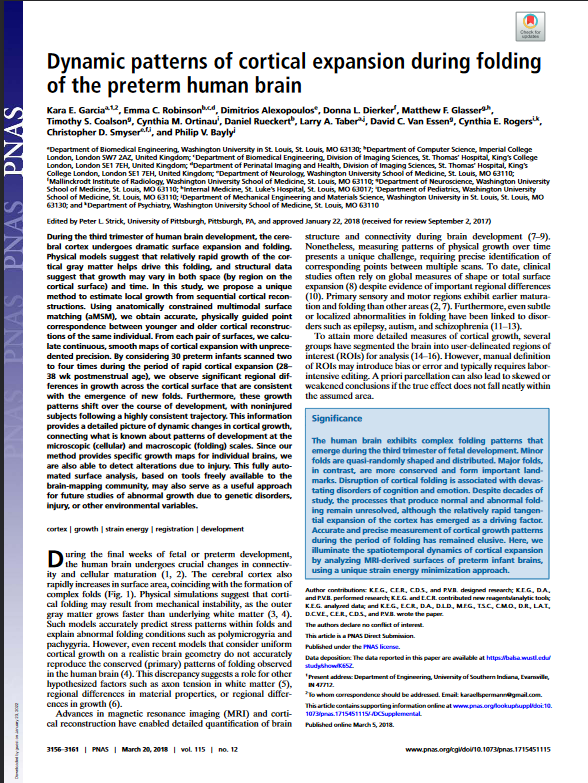 Check for
updates
PNAS
PNAS
PNAS
Dynamic patterns of cortical expansion during folding
of the preterm human brain
Kara E. Garcia, Emma C. Robinson, Dimitrios Alexopoulos, Donna L. Dierker, Matthew F. Glasser,
Timothy S. Coalson, Cynthia M. Ortinau, Daniel Rueckert, Larry A. Taber, David C. Van Essen, Cynthia E. Rogers,
Christopher D. Smyser, and Philip V. Bayly
Department of Biomedical Engineering, Washington University in St. Louis, St. Louis, MO 63130; Department of Computer Science, Imperial College
London, London SW7 2AZ, United Kingdom; Department of Biomedical Engineering, Division of Imaging Sciences, St. Thomas' Hospital, King's College
London, London SE1 7EH, United Kingdom; Department of Perinatal Imaging and Health, Division of Imaging Sciences, St. Thomas' Hospital, King's College
London, London SE1 7EH, United Kingdom; Department of Neurology, Washington University School of Medicine, St. Louis, MO 63110;
Mallinckrodt Institute of Radiology, Washington University School of Medicine, St. Louis, MO 63110; Department of Neuroscience, Washington University
School of Medicine, St. Louis, MO 63110; Internal Medicine, St. Luke's Hospital, St. Louis, MO 63017; Department of Pediatrics, Washington University
School of Medicine, St. Louis, MO 63110; Department of Mechanical Engineering and Materials Science, Washington University in St. Louis, St. Louis, MO
63130; and Department of Psychiatry, Washington University School of Medicine, St. Louis, MO 63110
Edited by Peter L. Strick, University of Pittsburgh, Pittsburgh, PA, and approved January 22, 2018 (received for review September 2, 2017)
During the third trimester of human brain development, the cere-
bral cortex undergoes dramatic surface expansion and folding.
Physical models suggest that relatively rapid growth of the cor-
tical gray matter helps drive this folding, and structural data
suggest that growth may vary in both space (by region on the
cortical surface) and time. In this study, we propose a unique
method to estimate local growth from sequential cortical recon-
structions. Using anatomically constrained multimodal surface
matching (aMSM), we obtain accurate, physically guided point
correspondence between younger and older cortical reconstruc-
tions of the same individual. From each pair of surfaces, we calcu-
late continuous, smooth maps of cortical expansion with unprece-
dented precision. By considering 30 preterm infants scanned two
to four times during the period of rapid cortical expansion (28–
38 wk postmenstrual age), we observe significant regional dif-
ferences in growth across the cortical surface that are consistent
with the emergence of new folds. Furthermore, these growth
patterns shift over the course of development, with noninjured
subjects following a highly consistent trajectory. This information
provides a detailed picture of dynamic changes in cortical growth,
connecting what is known about patterns of development at the
microscopic (cellular) and macroscopic (folding) scales. Since our
method provides specific growth maps for individual brains, we
are also able to detect alterations due to injury. This fully auto-
mated surface analysis, based on tools freely available to the
brain-mapping community, may also serve as a useful approach
for future studies of abnormal growth due to genetic disorders,
injury, or other environmental variables.
cortex | growth | strain energy | registration | development
During the final weeks of fetal or preterm development,
the human brain undergoes crucial changes in connectiv-
ity and cellular maturation (1, 2). The cerebral cortex also
rapidly increases in surface area, coinciding with the formation of
complex folds (Fig. 1). Physical simulations suggest that corti-
cal folding may result from mechanical instability, as the outer
gray matter grows faster than underlying white matter (3, 4).
Such models accurately predict stress patterns within folds and
explain abnormal folding conditions such as polymicrogyria and
pachygyria. However, even recent models that consider uniform
cortical growth on a realistic brain geometry do not accurately
reproduce the conserved (primary) patterns of folding observed
in the human brain (4). This discrepancy suggests a role for other
hypothesized factors such as axon tension in white matter (5),
regional differences in material properties, or regional differ-
ences in growth (6).
Advances in magnetic resonance imaging (MRI) and corti-
cal reconstruction have enabled detailed quantification of brain
structure and connectivity during brain development (7–9).
Nonetheless, measuring patterns of physical growth over time
presents a unique challenge, requiring precise identification of
corresponding points between multiple scans. To date, clinical
studies often rely on global measures of shape or total surface
expansion (8) despite evidence of important regional differences
(10). Primary sensory and motor regions exhibit earlier matura-
tion and folding than other areas (2, 7). Furthermore, even subtle
or localized abnormalities in folding have been linked to disor-
ders such as epilepsy, autism, and schizophrenia (11–13).
To attain more detailed measures of cortical growth, several
groups have segmented the brain into user-delineated regions of
interest (ROIs) for analysis (14–16). However, manual definition
of ROIs may introduce bias or error and typically requires labor-
intensive editing. A priori parcellation can also lead to skewed or
weakened conclusions if the true effect does not fall neatly within
the assumed area.
Significance
The human brain exhibits complex folding patterns that
emerge during the third trimester of fetal development. Minor
folds are quasi-randomly shaped and distributed. Major folds,
in contrast, are more conserved and form important land-
marks. Disruption of cortical folding is associated with devas-
tating disorders of cognition and emotion. Despite decades of
study, the processes that produce normal and abnormal fold-
ing remain unresolved, although the relatively rapid tangen-
tial expansion of the cortex has emerged as a driving factor.
Accurate and precise measurement of cortical growth patterns
during the period of folding has remained elusive. Here, we
illuminate the spatiotemporal dynamics of cortical expansion
by analyzing MRI-derived surfaces of preterm infant brains,
using a unique strain energy minimization approach.
Author contributions: K.E.G., C.E.R., C.D.S., and P.V.B. designed research; K.E.G., D.A.,
and P.V.B. performed research; K.E.G. and E.C.R. contributed new reagents/analytic tools;
K.E.G. analyzed data; and K.E.G., E.C.R., D.A., D.L.D., M.F.G., T.S.C., C.M.O., D.R., L.A.T.,
D.C.V.E., C.E.R., C.D.S., and P.V.B. wrote the paper.
The authors declare no conflict of interest.
This article is a PNAS Direct Submission.
Published under the PNAS license.
Data deposition: The data reported in this paper are available at https://balsa.wustl.edu/
study/show/K65Z.
1Present address: Department of Engineering, University of Southern Indiana, Evansville,
IN 47712.
2To whom correspondence should be addressed. Email: karaellspermann@gmail.com.
This article contains supporting information online at www.pnas.org/lookup/suppl/doi:10.
1073/pnas.1715451115/-/DCSupplemental.
Published online March 5, 2018.
3156–3161 | PNAS | March 20, 2018 | vol. 115 | no. 12
www.pnas.org/cgi/doi/10.1073/pnas.1715451115